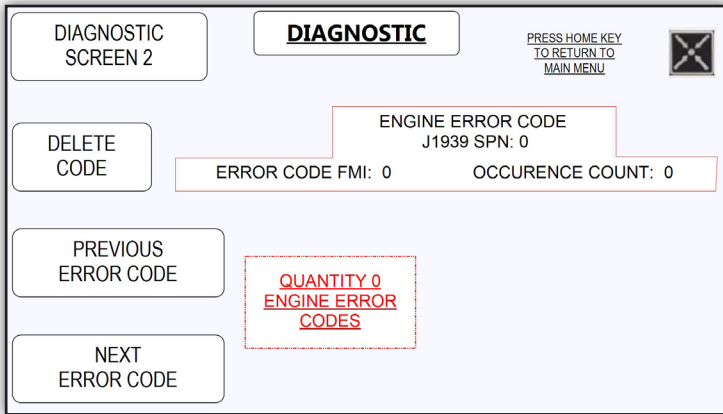 DIAGNOSTIC
SCREEN 2
DIAGNOSTIC
PRESS HOME KEY
TO RETURN TO
MAIN MENU
DELETE
CODE
ENGINE ERROR CODE
J1939 SPN: 0
ERROR CODE FMI: 0
OCCURENCE COUNT: 0
PREVIOUS
ERROR CODE
QUANTITY 0
ENGINE ERROR
CODES
NEXT
ERROR CODE